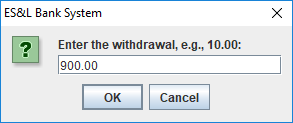 ES&L Bank System
Enter the withdrawal, e.g., 10.00:
900.00
OK
Cancel